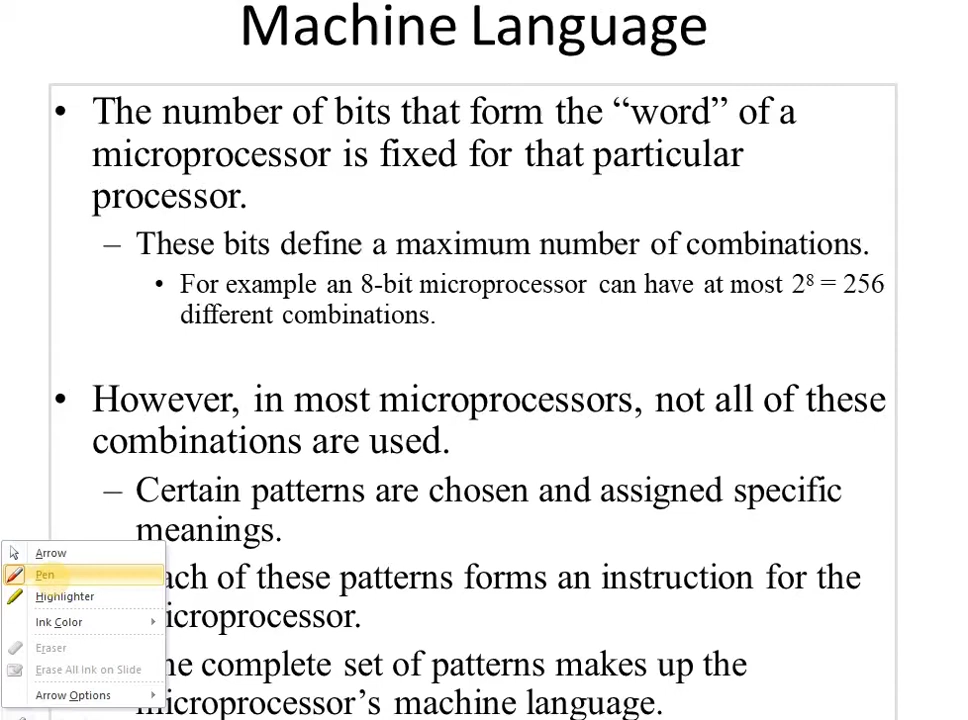 Machine Language
• The number of bits that form the “word” of a
microprocessor is fixed for that particular
processor.
– These bits define a maximum number of combinations.
• For example an 8-bit microprocessor can have at most 2⁸ = 256
different combinations.
• However, in most microprocessors, not all of these
combinations are used.
– Certain patterns are chosen and assigned specific
meanings.
ach of these patterns forms an instruction for the
icroprocessor.
he complete set of patterns makes up the
icroprocessor’s machine language.
Arrow
Pen
Highlighter
Ink Color
Eraser
Erase All Ink on Slide
Arrow Options